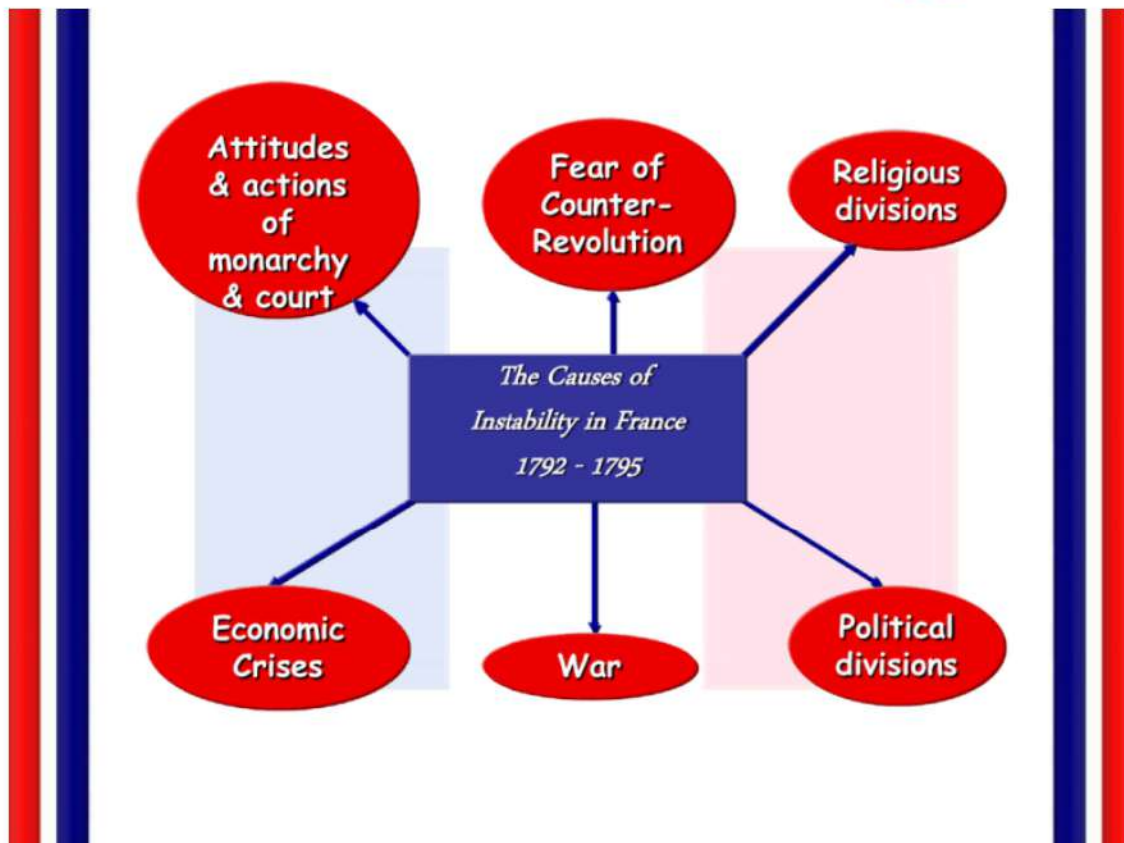 Attitudes
& actions
of
monarchy
& court
Fear of
Counter-
Revolution
Religious
divisions
The Causes of
Instability in France
1792 - 1795
Economic
Crises
War
Political
divisions